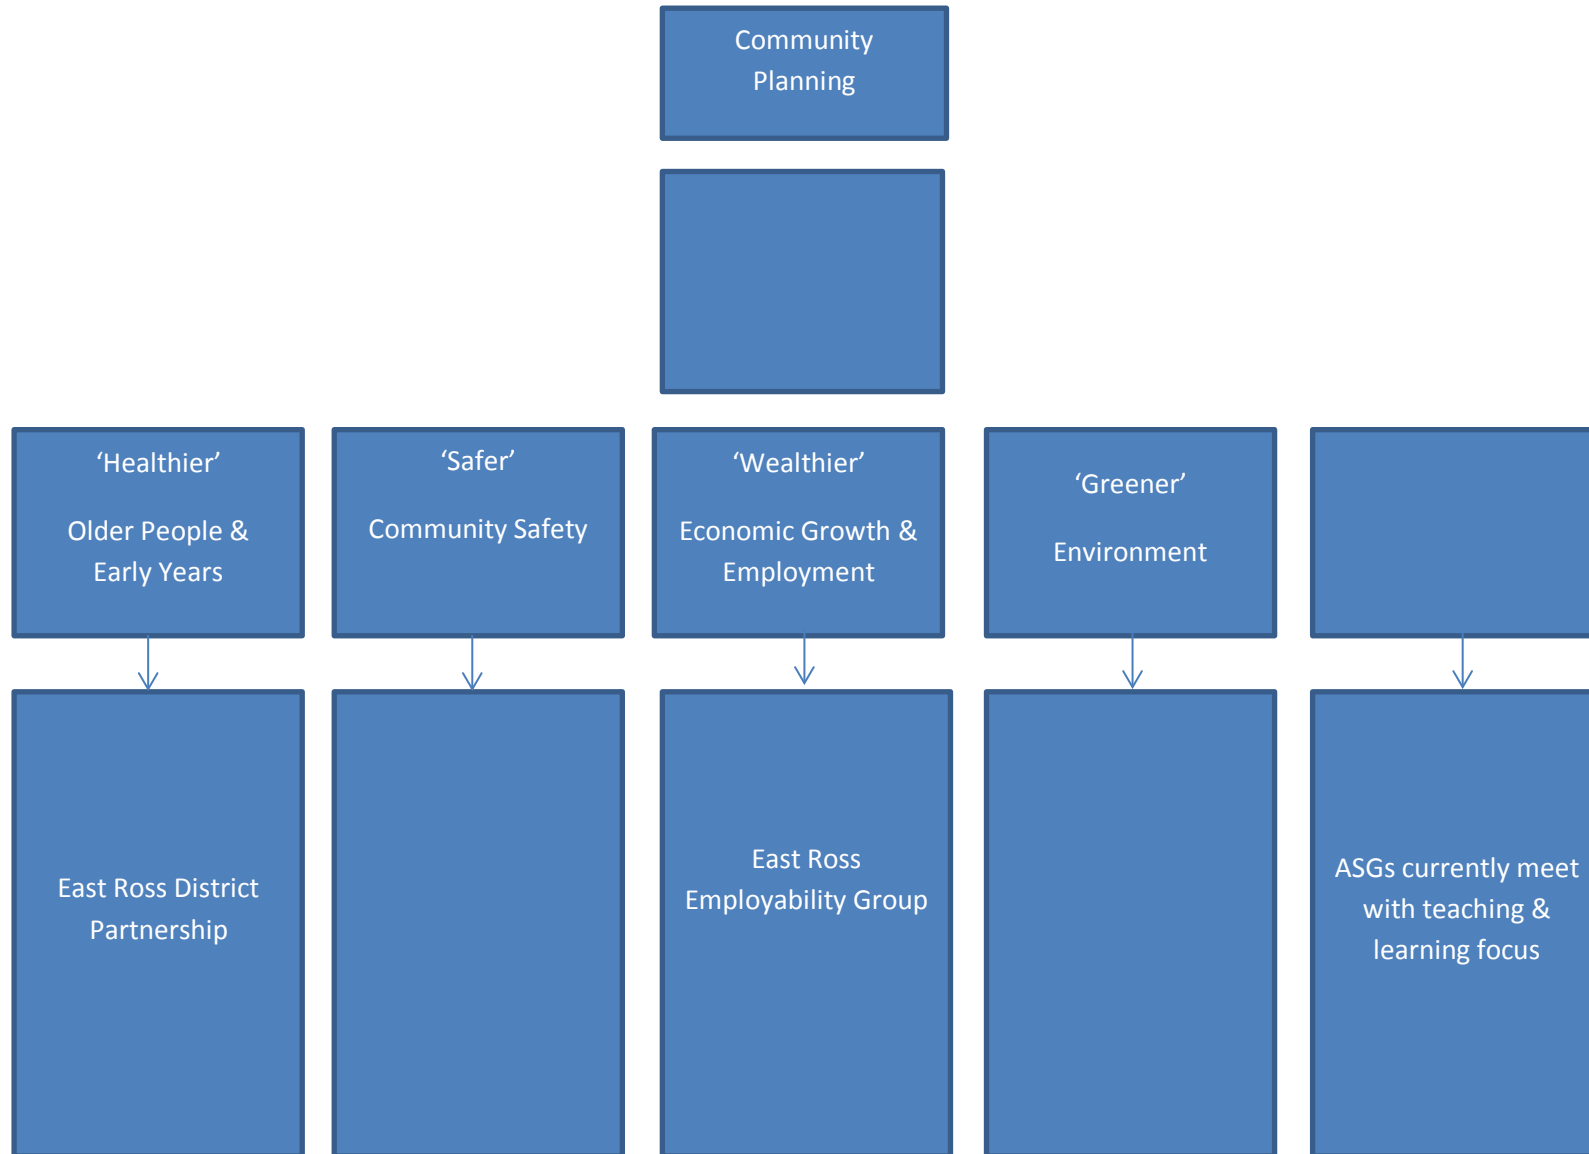 Community
Planning
‘Healthier’
Older People &
Early Years
‘Safer’
Community Safety
‘Wealthier’
Economic Growth &
Employment
‘Greener’
Environment
East Ross District
Partnership
East Ross
Employability Group
ASGs currently meet
with teaching &
learning focus